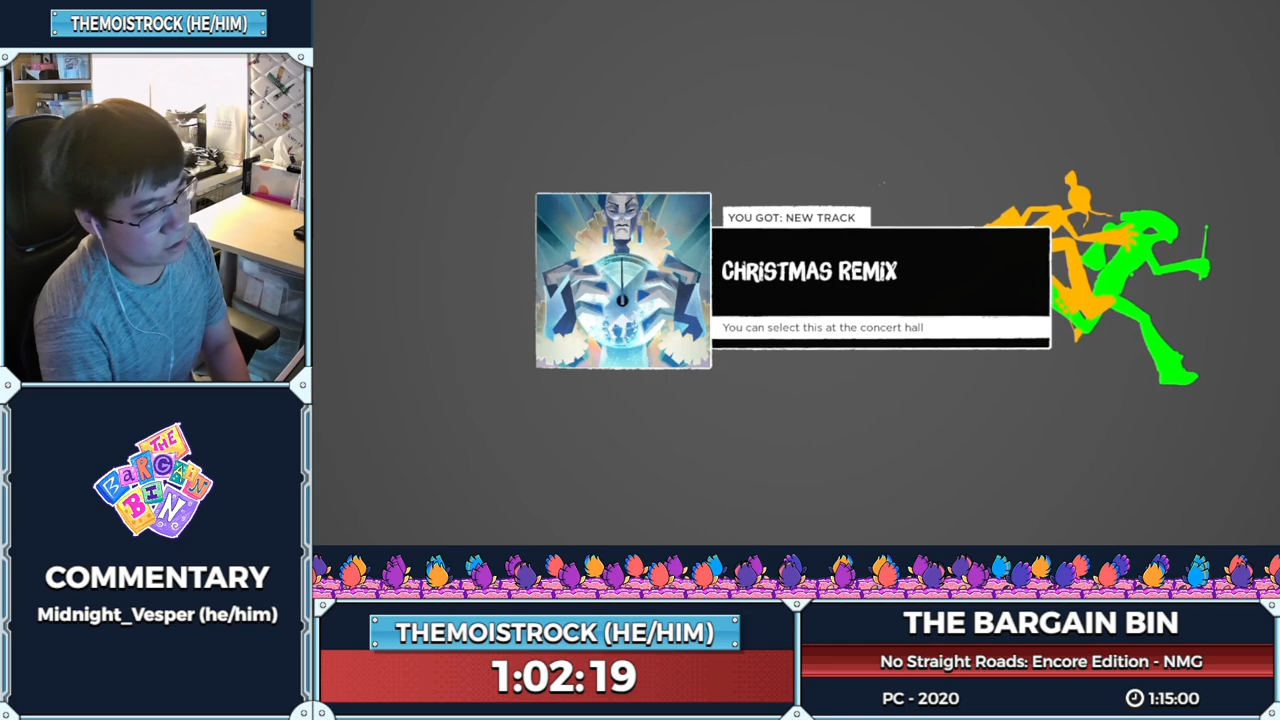 THEMOISTROCK (HE/HIM)
YOU GOT: NEW TRACK
CHRISTMAS REMIX
You can select this at the concert hall
THE
BARGAIN
BIN
COMMENTARY
Midnight_Vesper (he/him)
THEMOISTROCK (HE/HIM)
1:02:19
THE BARGAIN BIN
No Straight Roads: Encore Edition - NMG
PC - 2020
1:15:00